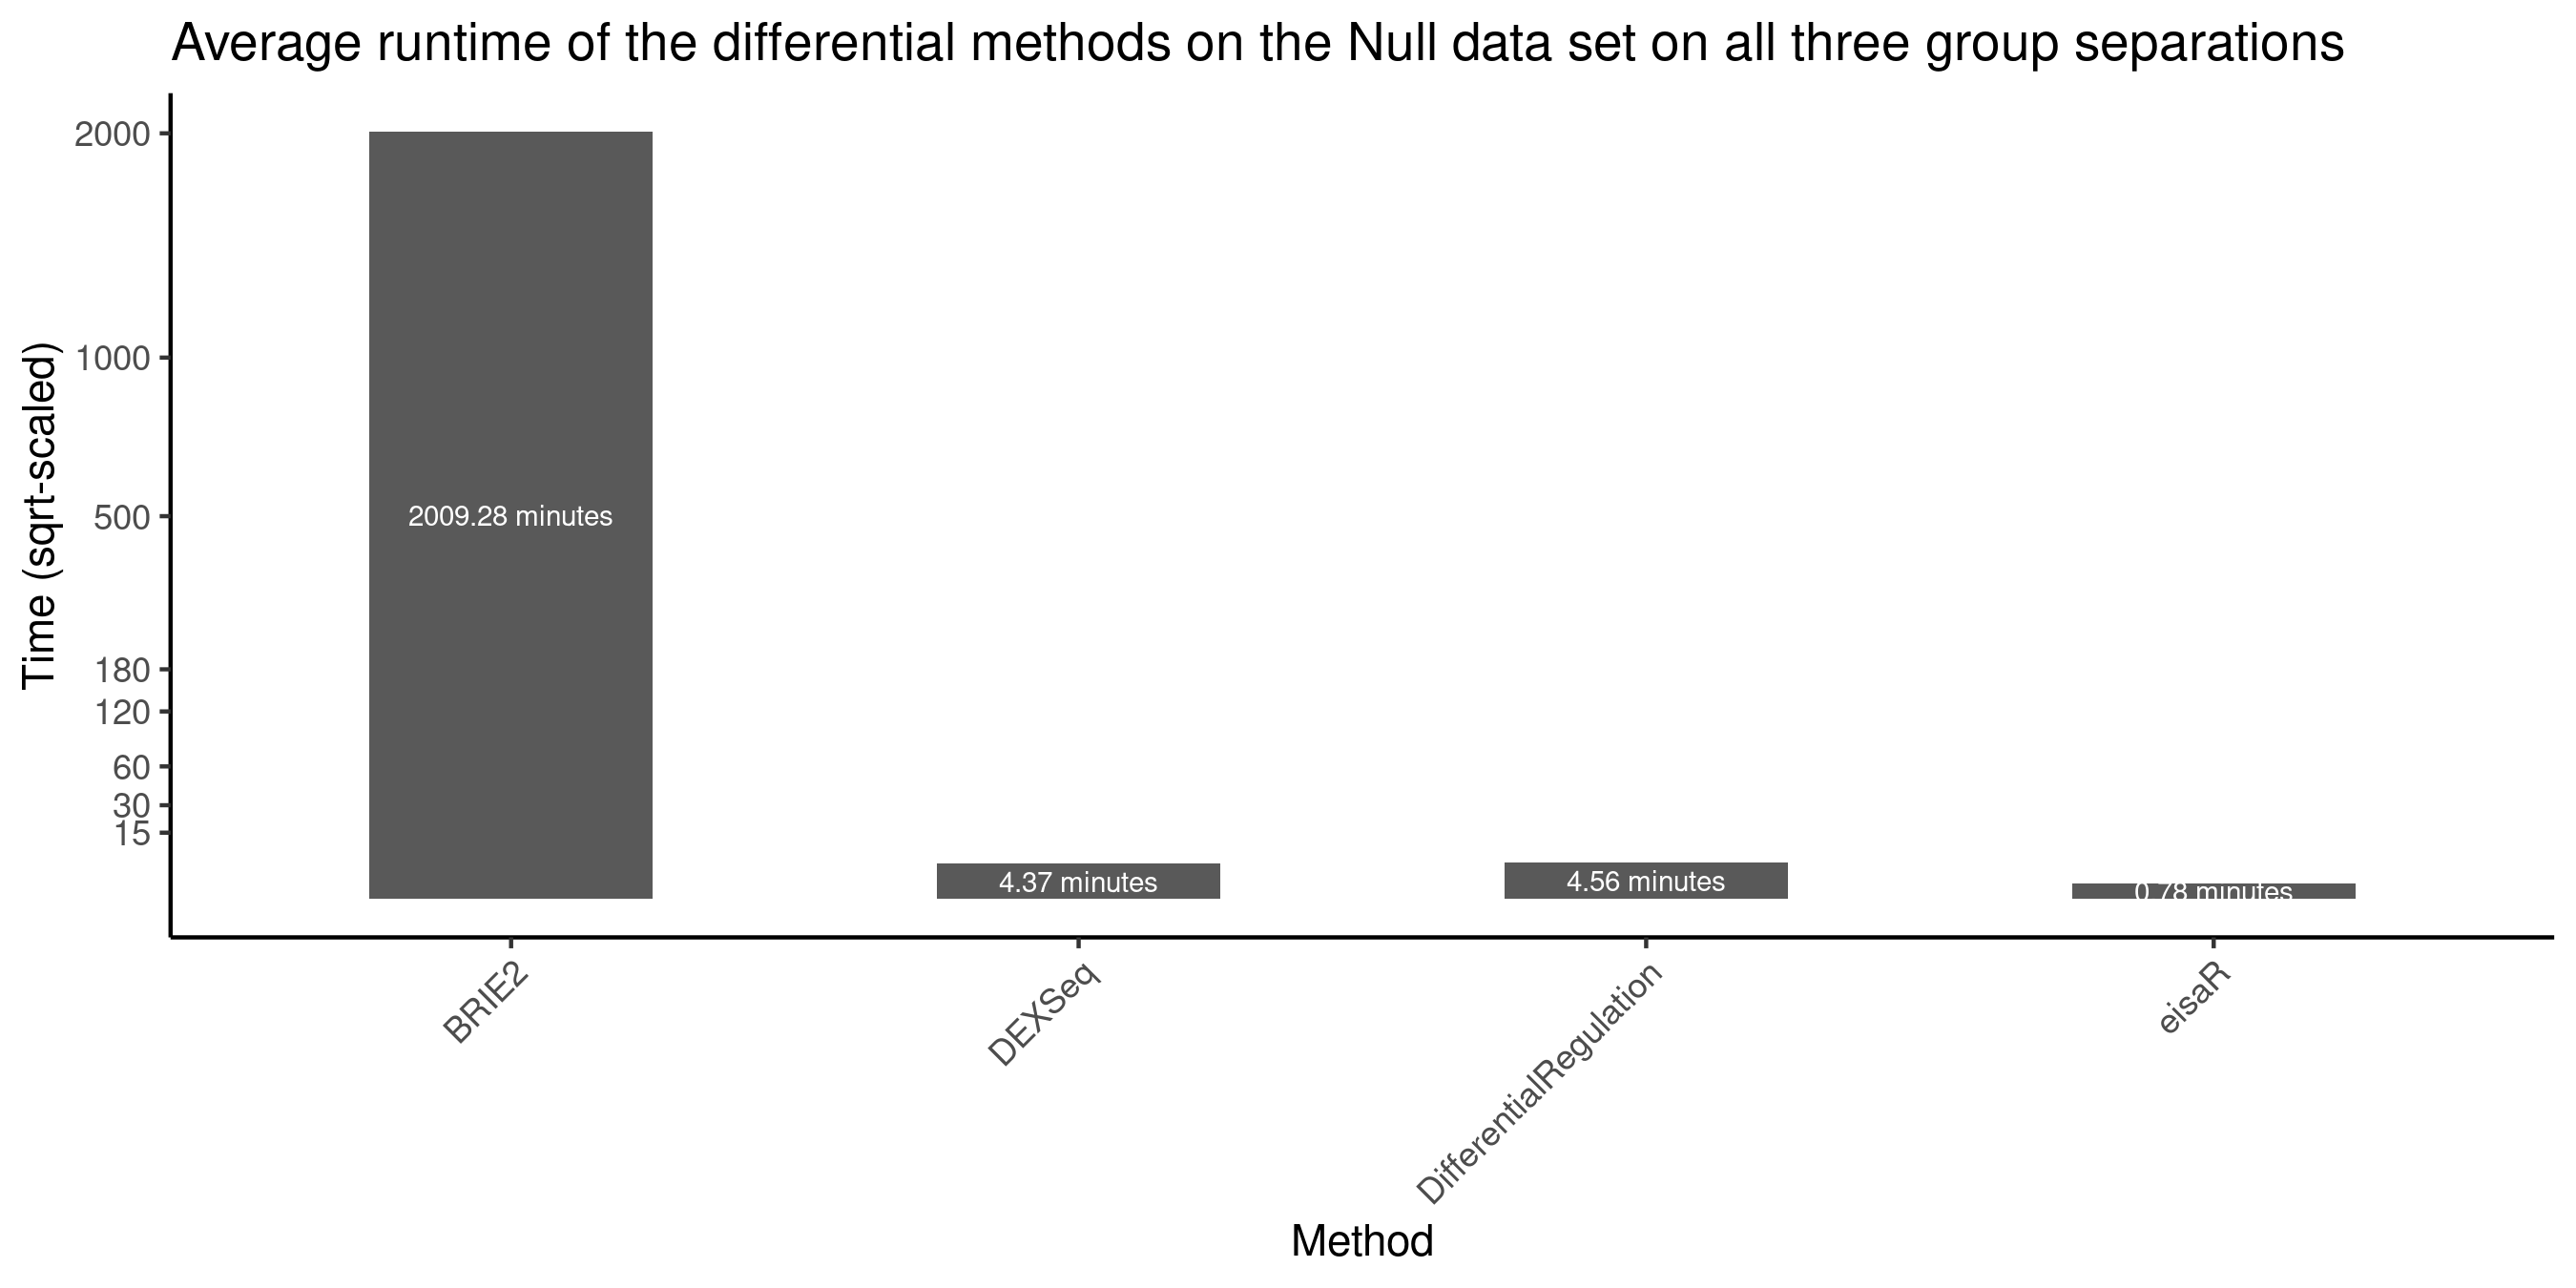 Average runtime of the differential methods on the Null data set on all three group separations
Time (sqrt-scaled)
2000
1000
500
180
120
60
30
15
2009.28 minutes
4.37 minutes
4.56 minutes
0.78 minutes
BRIE2
DEXSeq
DifferentialRegulation
eisaR
Method